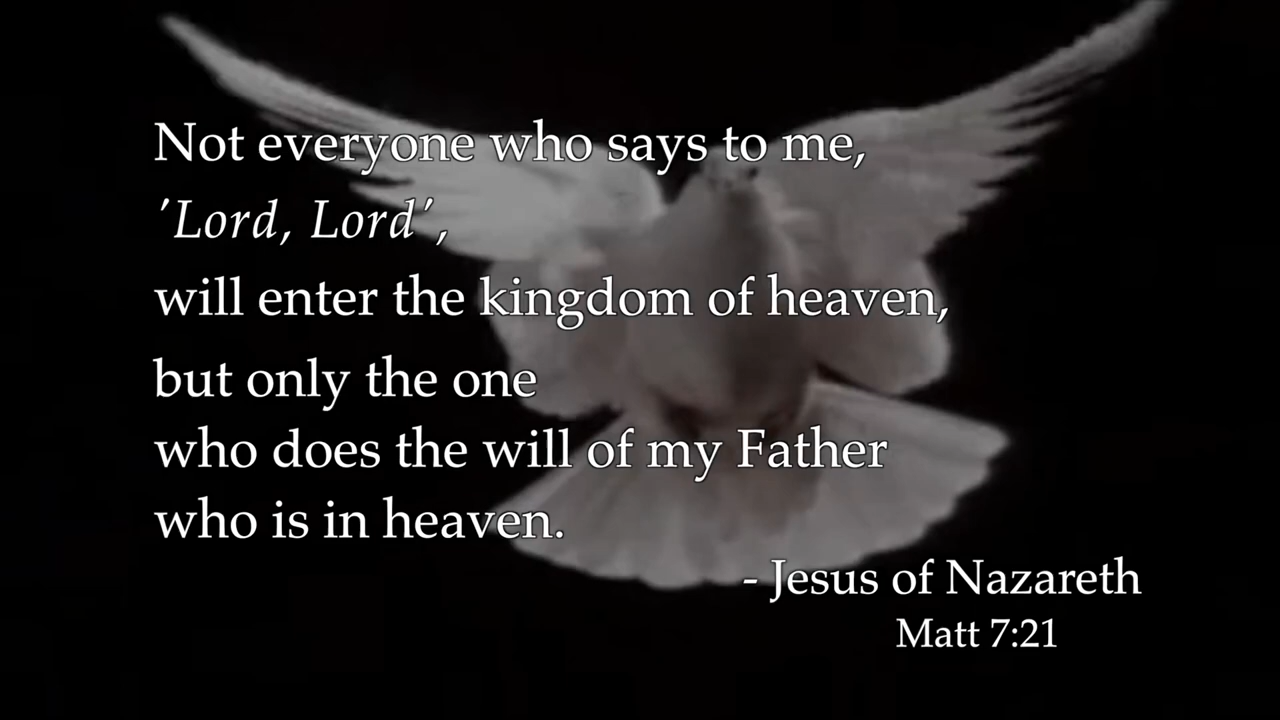 Not everyone who says to me,
'Lord, Lord',
will enter the kingdom of heaven,
but only the one
who does the will of my Father
who is in heaven.
- Jesus of Nazareth
Matt 7:21